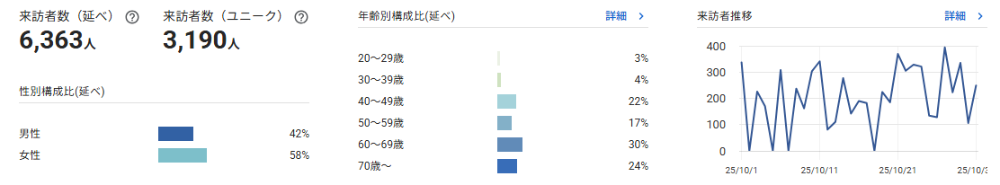 来訪者数（延べ）
6,363人
来訪者数（ユニーク）
3,190人
性別構成比(延べ)
男性 42%
女性 58%
年齢別構成比(延べ) 詳細
20〜29歳 3%
30〜39歳 4%
40〜49歳 22%
50〜59歳 17%
60〜69歳 30%
70歳〜 24%
来訪者推移 詳細
400
300
200
100
0
25/10/1 25/10/11 25/10/21 25/10/3